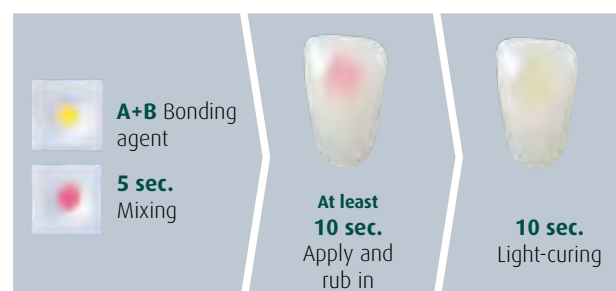 A+B Bonding
agent
5 sec.
Mixing
At least
10 sec.
Apply and
rub in
10 sec.
Light-curing